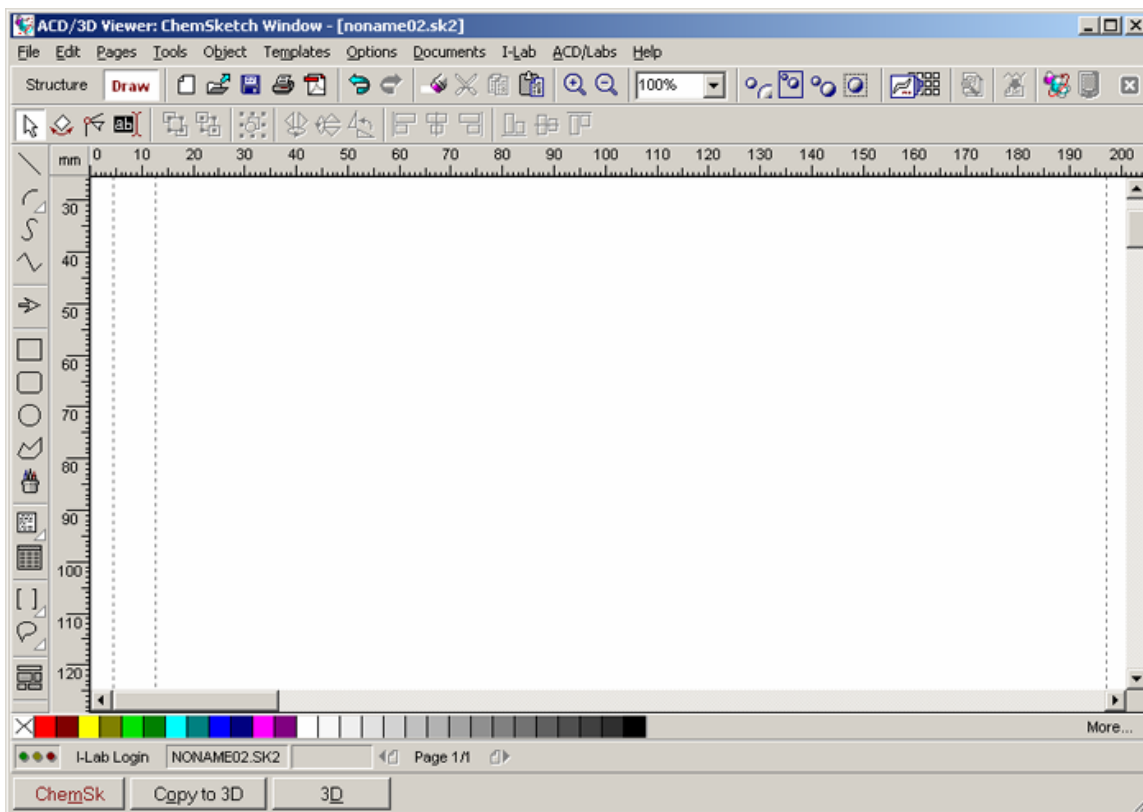 ACD/3D Viewer: ChemSketch Window - [noname02.sk2]
File Edit Pages Tools Object Templates Options Documents I-Lab ACD/Labs Help
Structure Draw 100%
ab
mm 0 10 20 30 40 50 60 70 80 90 100 110 120 130 140 150 160 170 180 190 200
30
40
50
60
70
80
90
100
110
120
More...
I-Lab Login NONAME02.SK2 Page 1/1
ChemSk Copy to 3D 3D